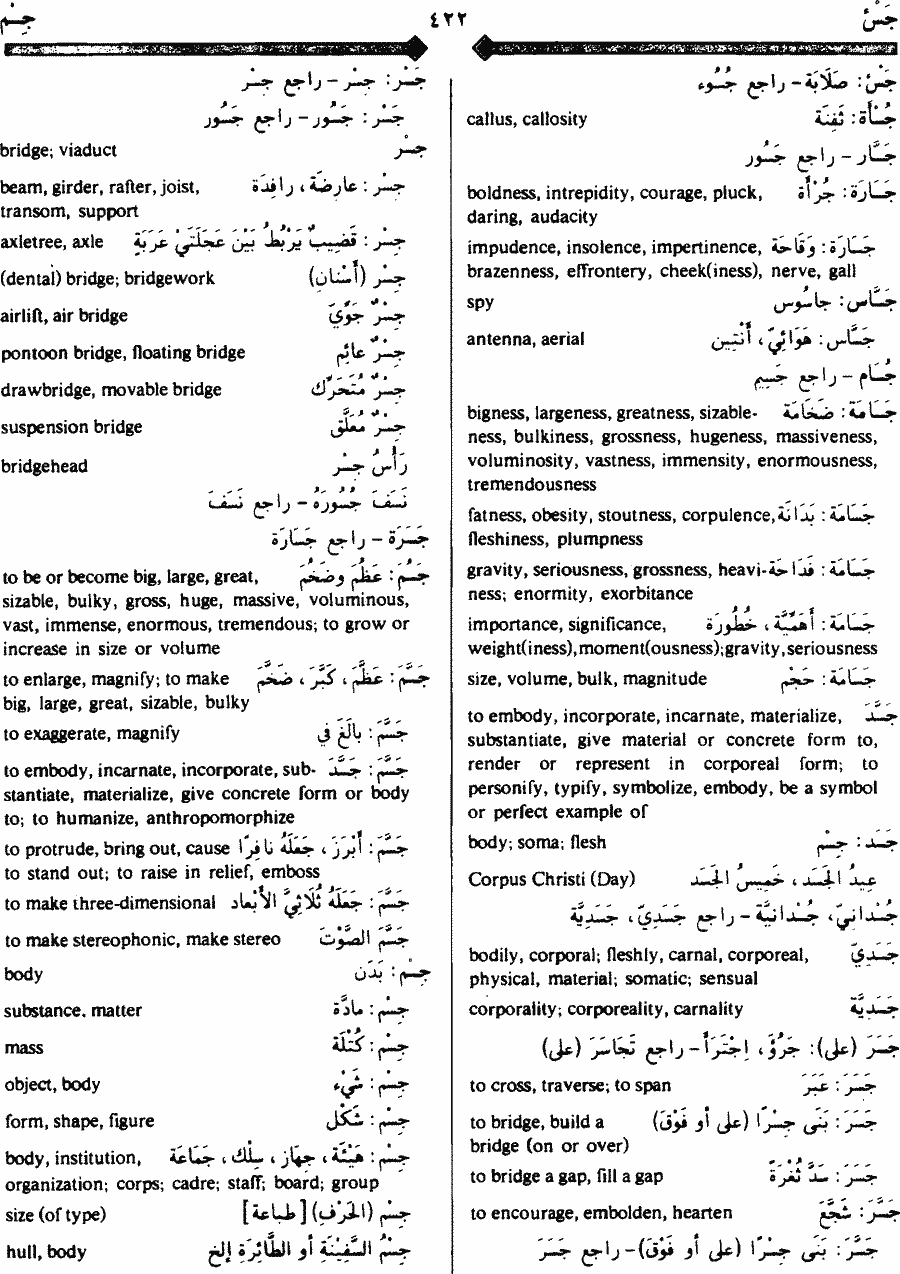 جَسْءٌ ٤٢٢ جِسْم
جَسْء: صَلَابَة - راجع جُسُوء
جُسْأَة: ثَفِنَة callus, callosity
جَسَّار - راجع جَسُور
جَسَارَة: جُرْأَة boldness, intrepidity, courage, pluck,
daring, audacity
جَسَارَة: وَقَاحَة impudence, insolence, impertinence,
brazenness, effrontery, cheek(iness), nerve, gall
جَسَّاس: جاسُوس spy
جَسَّاس: هَوَائِيّ، أَنْتِين antenna, aerial
جُسَام - راجع جَسِيم
جَسَامَة: ضَخَامَة bigness, largeness, greatness, sizable-
ness, bulkiness, grossness, hugeness, massiveness,
voluminosity, vastness, immensity, enormousness,
tremendousness
جَسَامَة: بَدَانَة fatness, obesity, stoutness, corpulence,
fleshiness, plumpness
جَسَامَة: فَدَاحَة gravity, seriousness, grossness, heavi-
ness; enormity, exorbitance
جَسَامَة: أَهَمِّيَّة، خُطُورَة importance, significance,
weight(iness), moment(ousness); gravity, seriousness
جَسَامَة: حَجْم size, volume, bulk, magnitude
جَسَّدَ to embody, incorporate, incarnate, materialize,
substantiate, give material or concrete form to,
render or represent in corporeal form; to
personify, typify, symbolize, embody, be a symbol
or perfect example of
جَسَد: جِسْم body; soma; flesh
عِيدُ الجَسَد، خَمِيسُ الجَسَد Corpus Christi (Day)
جُسْدانيّ، جُسْدانيَّة - راجع جَسَدِيّ، جَسَدِيَّة
جَسَدِيّ bodily, corporal; fleshly, carnal, corporeal,
physical, material; somatic; sensual
جَسَدِيَّة corporality; corporeality, carnality
جَسَرَ (على): جَرُؤَ، اِجْتَرَأَ - راجع تَجَاسَرَ (على)
جَسَرَ: عَبَرَ to cross, traverse; to span
جَسَرَ: بَنَى جِسْرًا (على أو فَوْقَ) to bridge, build a
bridge (on or over)
جَسَرَ: سَدَّ ثُغْرَةً to bridge a gap, fill a gap
جَسَّرَ: شَجَّعَ to encourage, embolden, hearten
جَسَّرَ: بَنَى جِسْرًا (على أو فَوْقَ) - راجع جَسَرَ
جَسْر: جِسْر - راجع جِسْر
جَسْر: جَسُور - راجع جَسُور
جِسْر bridge; viaduct
جِسْر: عارِضَة، رافِدَة beam, girder, rafter, joist,
transom, support
جِسْر: قَضِيبٌ يَرْبُطُ بَيْنَ عَجَلَتَيْ عَرَبَةٍ axletree, axle
جِسْر (أَسْنان) (dental) bridge; bridgework
جِسْرٌ جَوِّيّ airlift, air bridge
جِسْرٌ عائِم pontoon bridge, floating bridge
جِسْرٌ مُتَحَرِّك drawbridge, movable bridge
جِسْرٌ مُعَلَّق suspension bridge
رَأْسُ جِسْر bridgehead
نَسَفَ جُسُورَهُ - راجع نَسَفَ
جَسْرَة - راجع جَسَارَة
جَسُمَ: عَظُمَ وضَخُمَ to be or become big, large, great,
sizable, bulky, gross, huge, massive, voluminous,
vast, immense, enormous, tremendous; to grow or
increase in size or volume
جَسَّمَ: عَظَّمَ، كَبَّرَ، ضَخَّمَ to enlarge, magnify; to make
big, large, great, sizable, bulky
جَسَّمَ: بالَغَ في to exaggerate, magnify
جَسَّمَ: جَسَّدَ to embody, incarnate, incorporate, sub-
stantiate, materialize, give concrete form or body
to; to humanize, anthropomorphize
جَسَّمَ: أَبْرَزَ، جَعَلَهُ نافِرًا to protrude, bring out, cause
to stand out; to raise in relief, emboss
جَسَّمَ: جَعَلَهُ ثُلَاثِيَّ الأَبْعاد to make three-dimensional
جَسَّمَ الصَّوْتَ to make stereophonic, make stereo
جِسْم: بَدَن body
جِسْم: مادَّة substance, matter
جِسْم: كُتْلَة mass
جِسْم: شَيْء object, body
جِسْم: شَكْل form, shape, figure
جِسْم: هَيْئَة، جِهَاز، سِلْك، جَمَاعَة body, institution,
organization; corps; cadre; staff; board; group
جِسْم (الحَرْف) [طباعة] size (of type)
جِسْمُ السَّفِينَة أو الطَّائِرَة إلخ hull, body